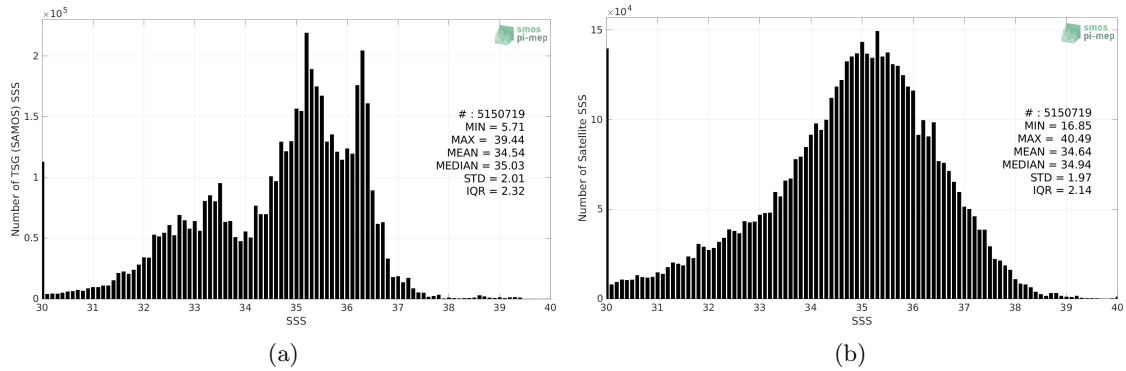 ×10⁵
smos
pi-mep
Number of TSG (SAMOS) SSS
2
1.5
1
0.5
0
# : 5150719
MIN = 5.71
MAX = 39.44
MEAN = 34.54
MEDIAN = 35.03
STD = 2.01
IQR = 2.32
30 31 32 33 34 35 36 37 38 39 40
SSS
(a)
×10⁴
smos
pi-mep
Number of Satellite SSS
15
10
5
0
# : 5150719
MIN = 16.85
MAX = 40.49
MEAN = 34.64
MEDIAN = 34.94
STD = 1.97
IQR = 2.14
30 31 32 33 34 35 36 37 38 39 40
SSS
(b)